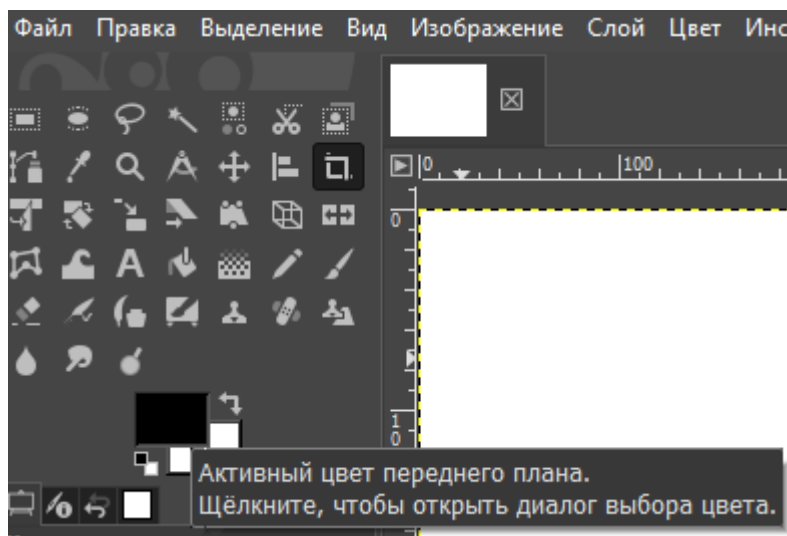 Файл Правка Выделение Вид Изображение Слой Цвет Инс
0 100
0
1
0
Активный цвет переднего плана.
Щёлкните, чтобы открыть диалог выбора цвета.